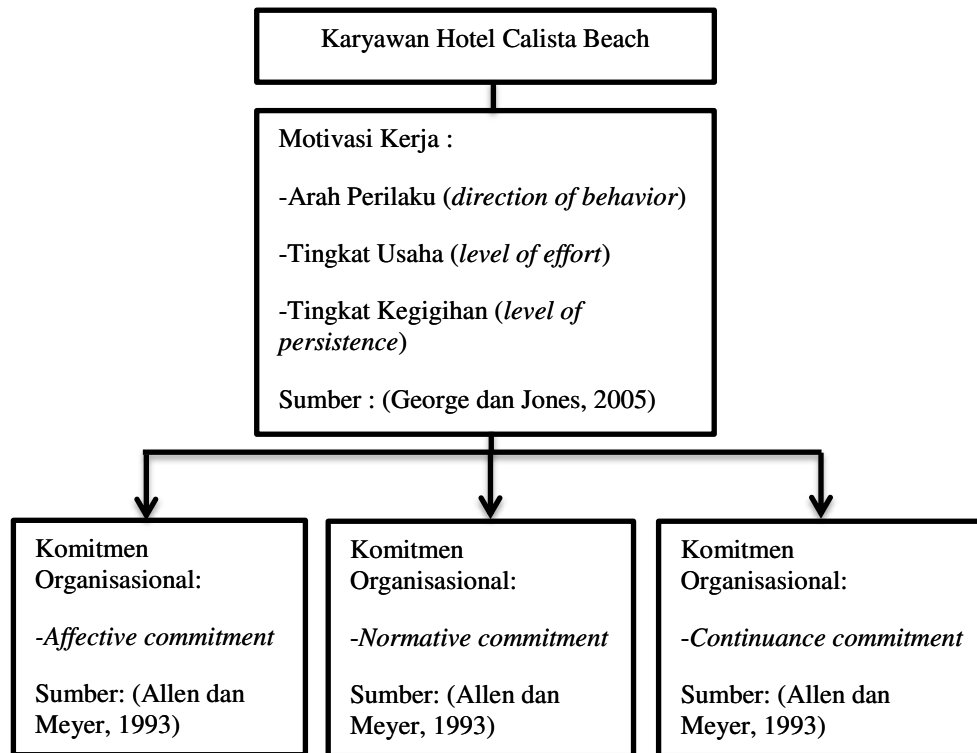 Karyawan Hotel Calista Beach
Motivasi Kerja :
-Arah Perilaku (direction of behavior)
-Tingkat Usaha (level of effort)
-Tingkat Kegigihan (level of
persistence)
Sumber : (George dan Jones, 2005)
Komitmen
Organisasional:
-Affective commitment
Sumber: (Allen dan
Meyer, 1993)
Komitmen
Organisasional:
-Normative commitment
Sumber: (Allen dan
Meyer, 1993)
Komitmen
Organisasional:
-Continuance commitment
Sumber: (Allen dan
Meyer, 1993)